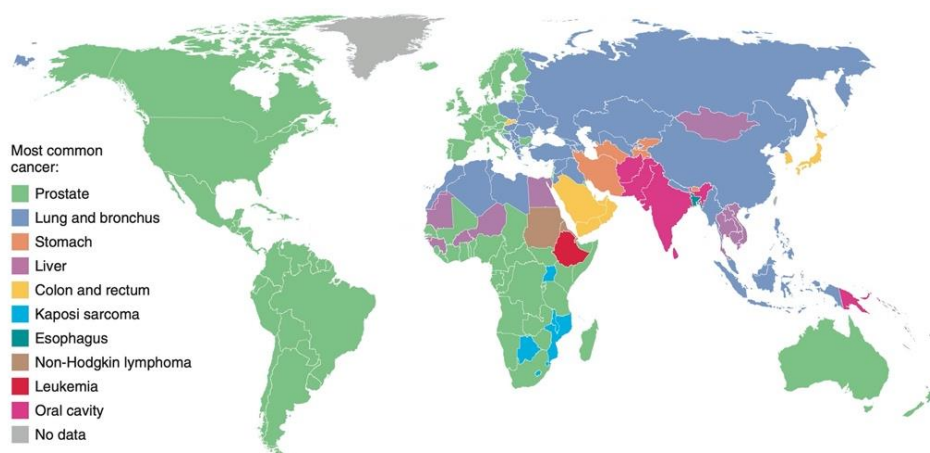 Most common
cancer:
Prostate
Lung and bronchus
Stomach
Liver
Colon and rectum
Kaposi sarcoma
Esophagus
Non-Hodgkin lymphoma
Leukemia
Oral cavity
No data